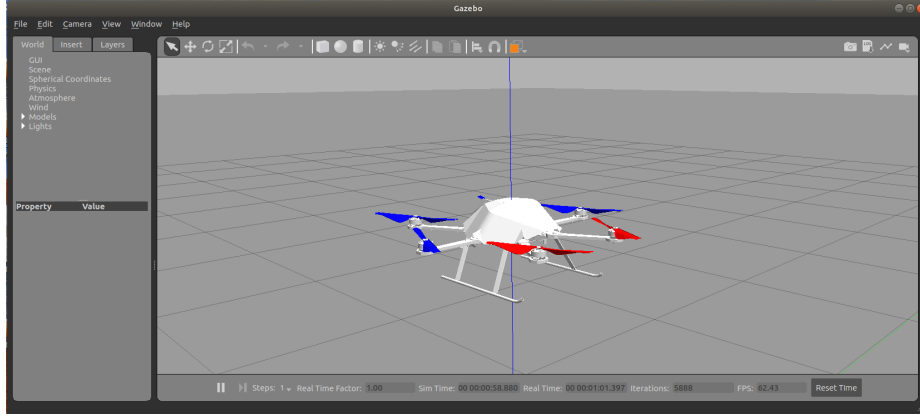 Gazebo
File Edit Camera View Window Help
World Insert Layers
GUI
Scene
Spherical Coordinates
Physics
Atmosphere
Wind
Models
Lights
Property Value
Steps: 1 Real Time Factor: 1.00 Sim Time: 00 00:00:58.880 Real Time: 00 00:01:01.397 Iterations: 5888 FPS: 62.43 Reset Time